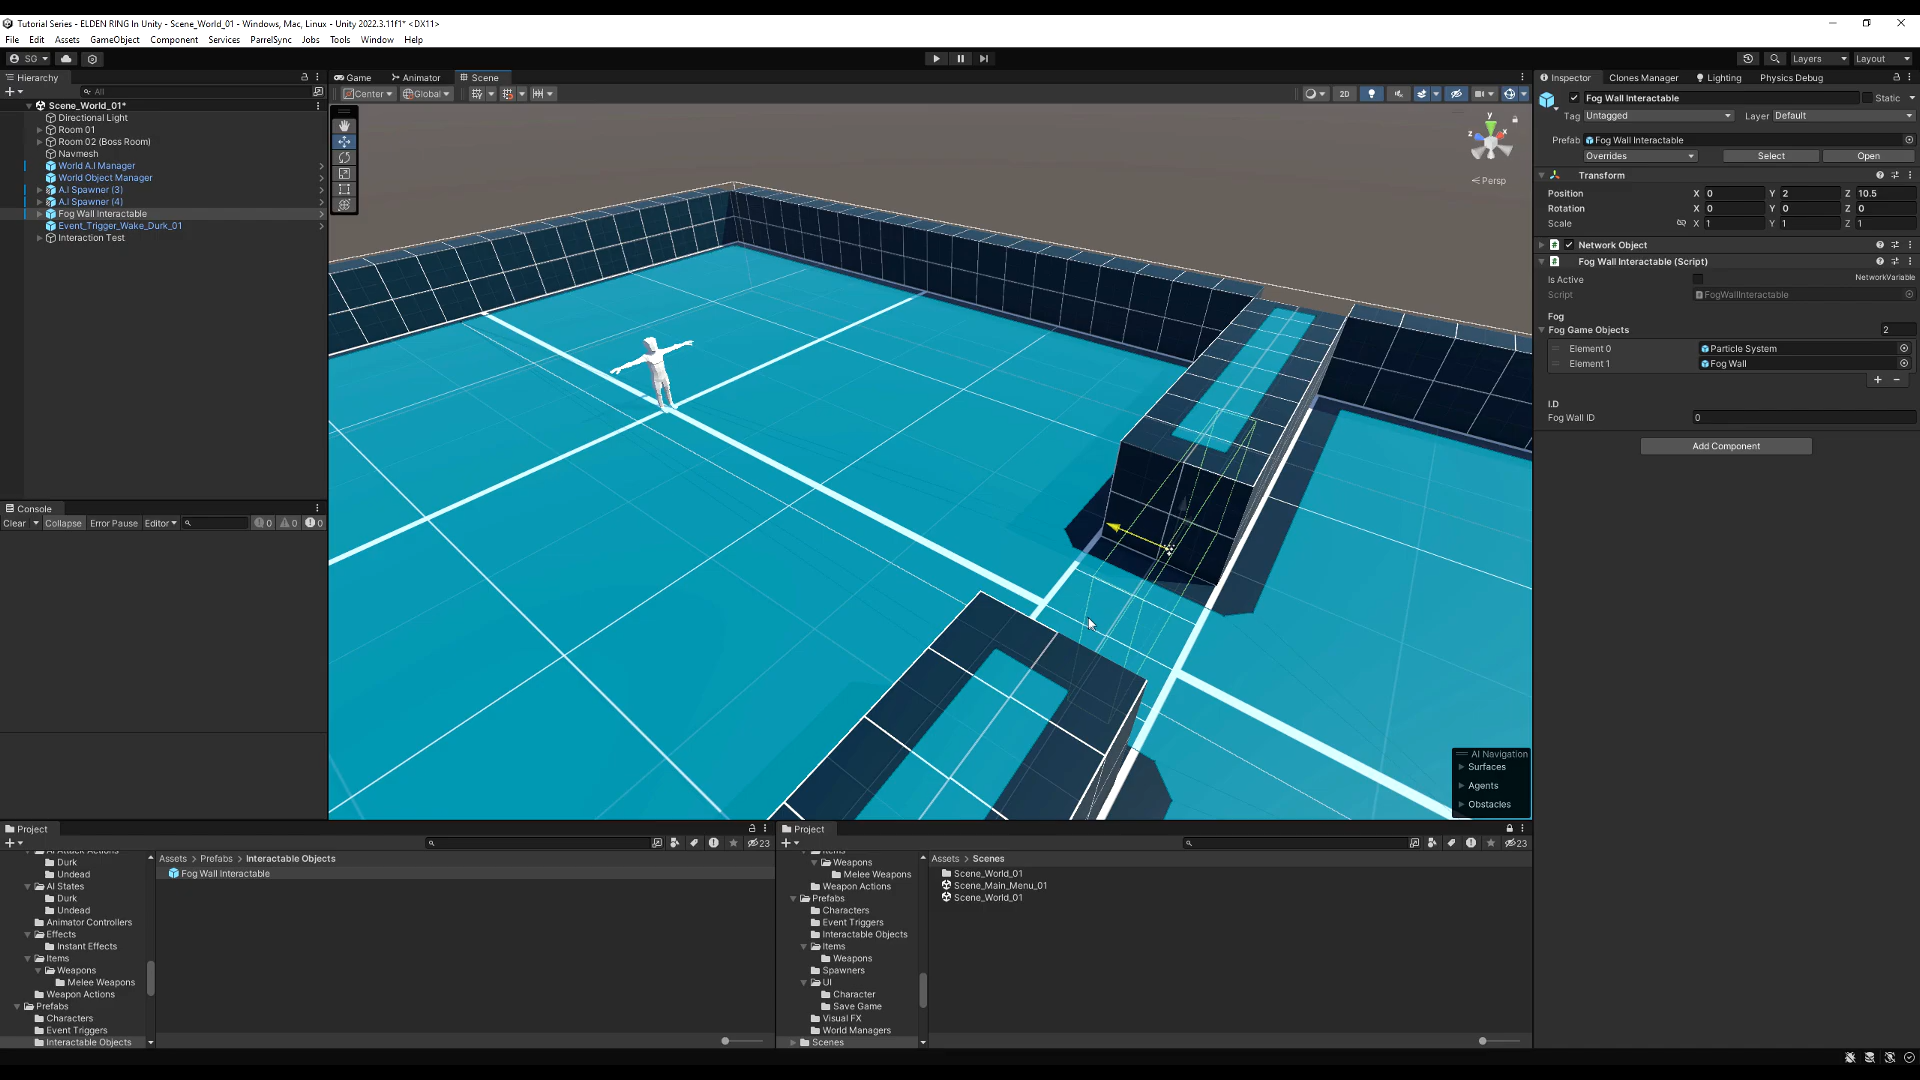 Tutorial Series - ELDEN RING In Unity - Scene_World_01 - Windows, Mac, Linux - Unity 2022.3.11f1* <DX11>
File Edit Assets GameObject Component Services ParrelSync Jobs Tools Window Help
SG Layers Layout
Hierarchy
All
Scene_World_01*
Directional Light
Room 01
Room 02 (Boss Room)
Navmesh
World A.I Manager
World Object Manager
A.I Spawner (3)
A.I Spawner (4)
Fog Wall Interactable
Event_Trigger_Wake_Durk_01
Interaction Test
Console
Clear Collapse Error Pause Editor 0 0 0
Game Animator Scene
Center Global 2D
y
x
z
Persp
AI Navigation
Surfaces
Agents
Obstacles
Inspector Clones Manager Lighting Physics Debug
Fog Wall Interactable Static
Tag Untagged Layer Default
Prefab Fog Wall Interactable
Overrides Select Open
Transform
Position X 0 Y 2 Z 10.5
Rotation X 0 Y 0 Z 0
Scale X 1 Y 1 Z 1
Network Object
Fog Wall Interactable (Script)
Is Active NetworkVariable
Script FogWallInteractable
Fog
Fog Game Objects 2
Element 0 Particle System
Element 1 Fog Wall
I.D
Fog Wall ID 0
Add Component
Project
23
AI Attack Actions
Durk
Undead
AI States
Durk
Undead
Animator Controllers
Effects
Instant Effects
Items
Weapons
Melee Weapons
Weapon Actions
Prefabs
Characters
Event Triggers
Interactable Objects
Assets > Prefabs > Interactable Objects
Fog Wall Interactable
Project
23
Items
Weapons
Melee Weapons
Weapon Actions
Prefabs
Characters
Event Triggers
Interactable Objects
Items
Weapons
Spawners
UI
Character
Save Game
Visual FX
World Managers
Scenes
Assets > Scenes
Scene_World_01
Scene_Main_Menu_01
Scene_World_01